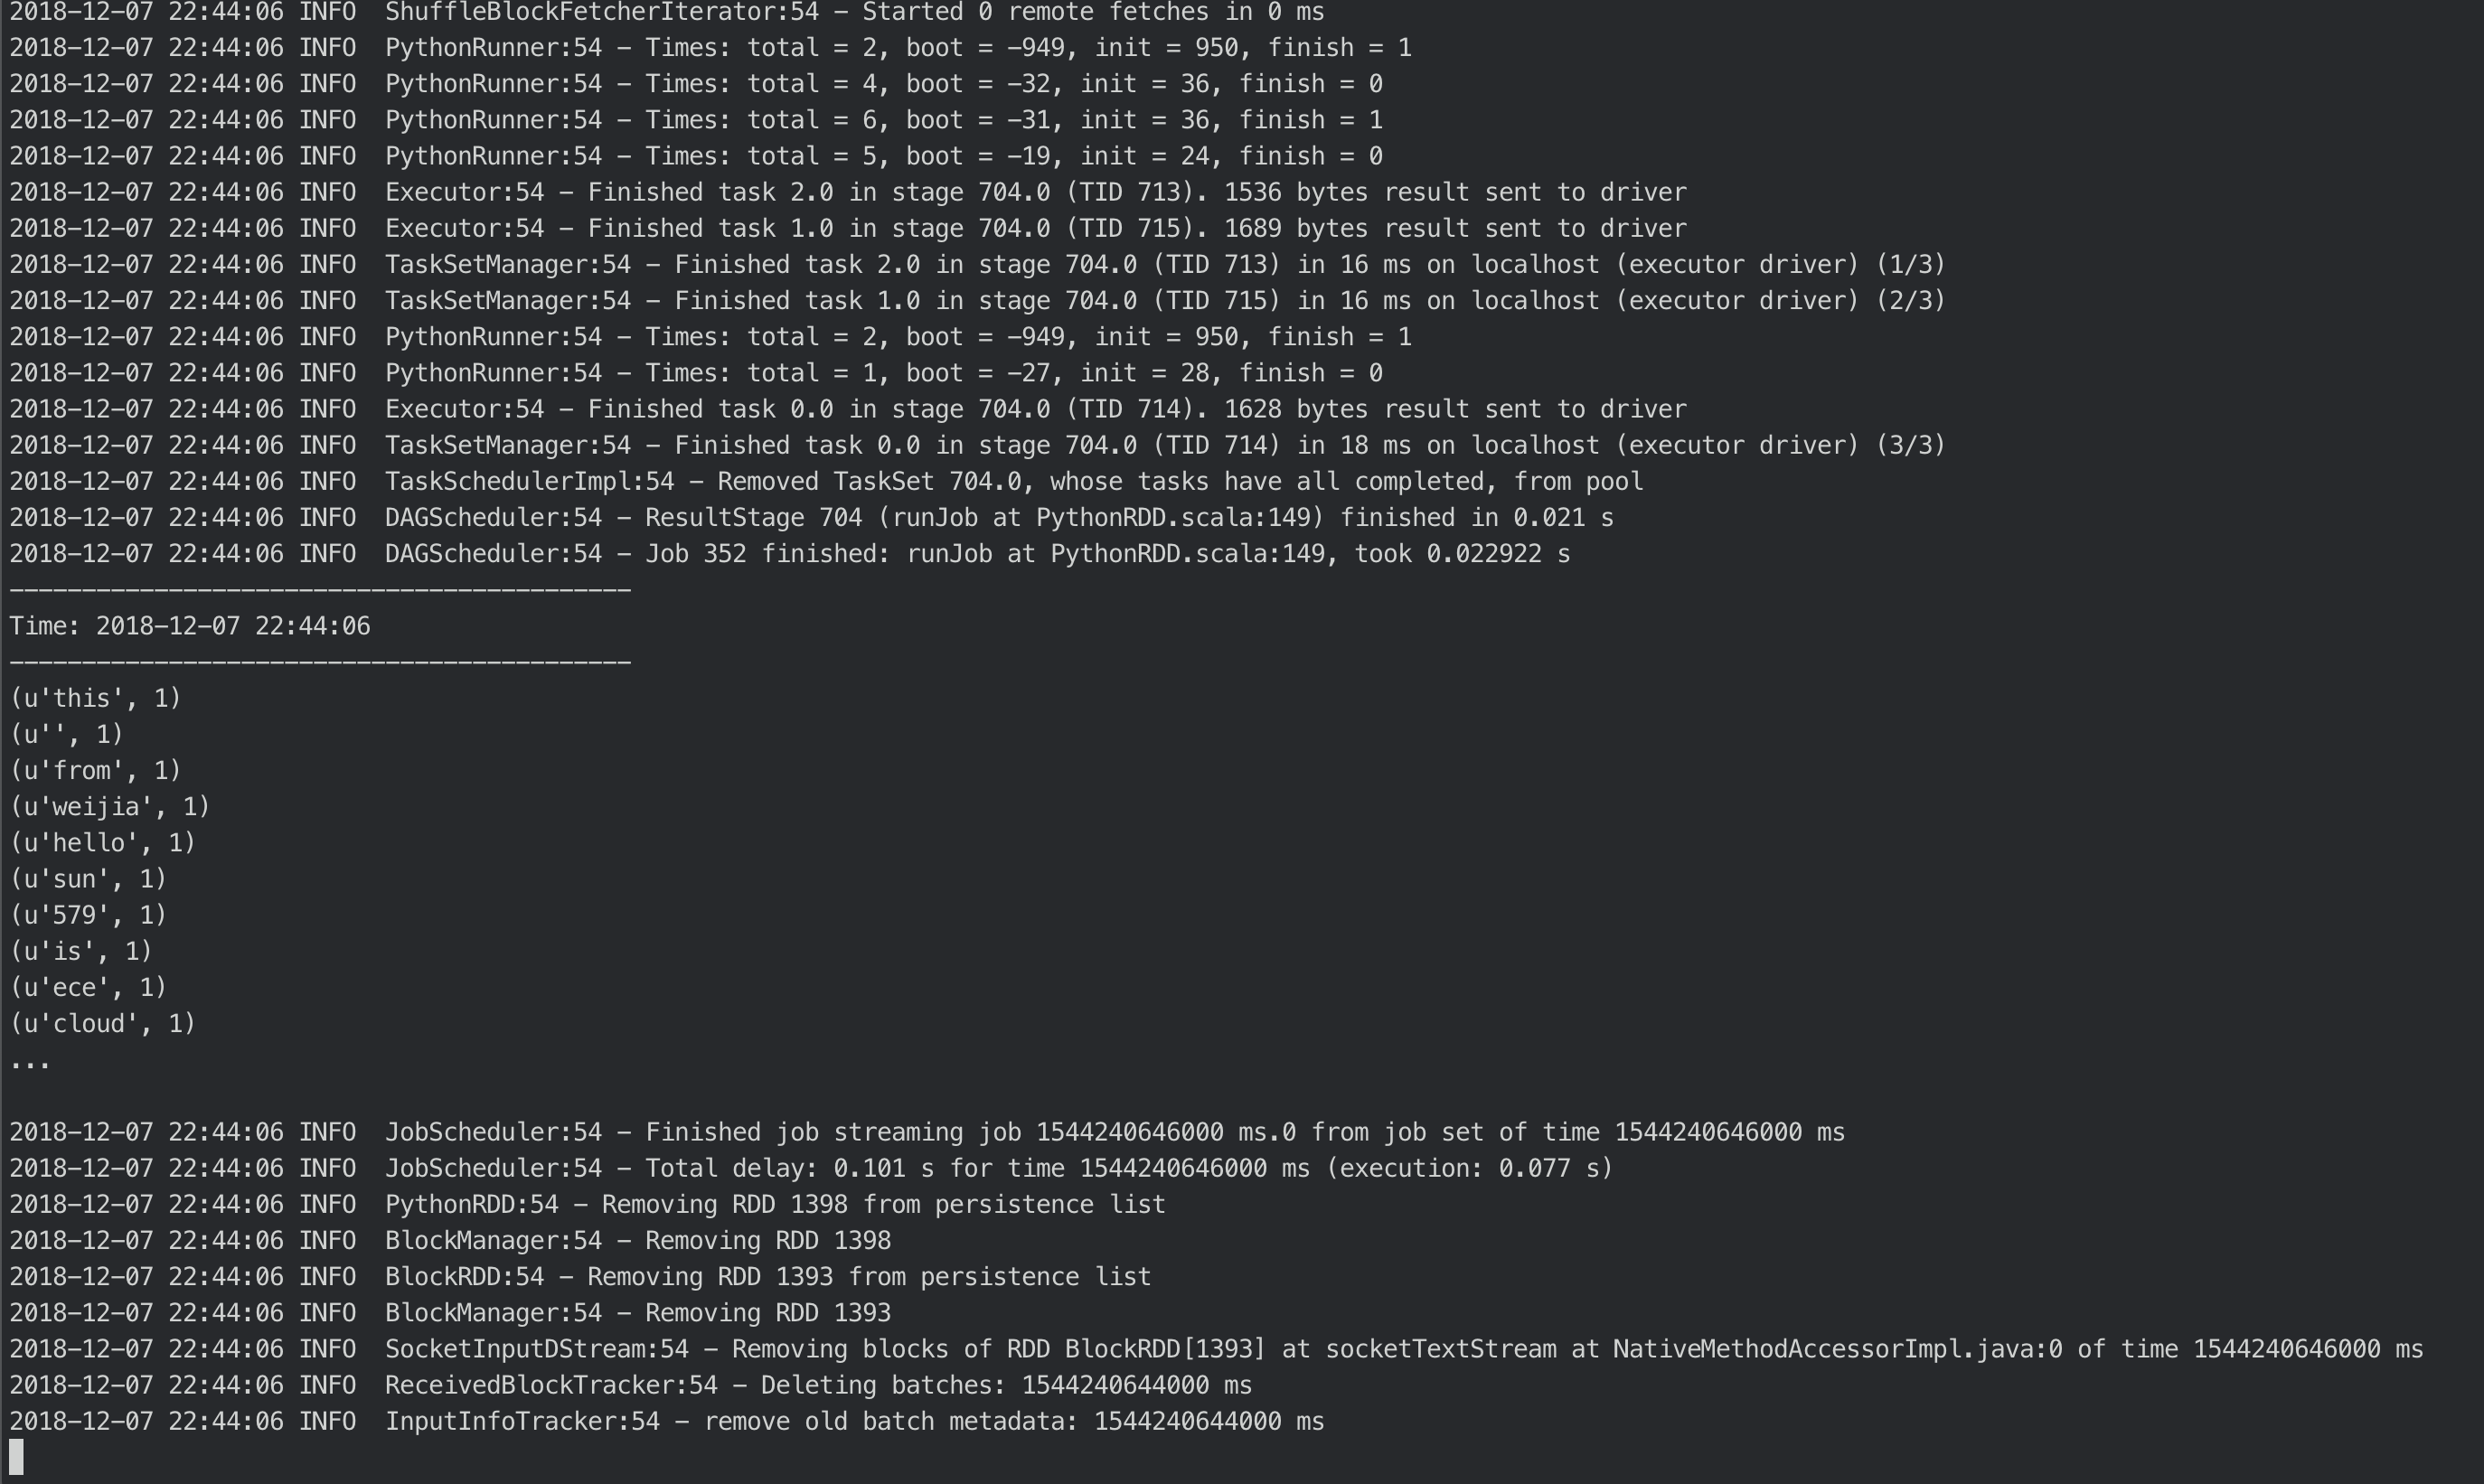 2018-12-07 22:44:06 INFO  ShuffleBlockFetcherIterator:54 - Started 0 remote fetches in 0 ms
2018-12-07 22:44:06 INFO  PythonRunner:54 - Times: total = 2, boot = -949, init = 950, finish = 1
2018-12-07 22:44:06 INFO  PythonRunner:54 - Times: total = 4, boot = -32, init = 36, finish = 0
2018-12-07 22:44:06 INFO  PythonRunner:54 - Times: total = 6, boot = -31, init = 36, finish = 1
2018-12-07 22:44:06 INFO  PythonRunner:54 - Times: total = 5, boot = -19, init = 24, finish = 0
2018-12-07 22:44:06 INFO  Executor:54 - Finished task 2.0 in stage 704.0 (TID 713). 1536 bytes result sent to driver
2018-12-07 22:44:06 INFO  Executor:54 - Finished task 1.0 in stage 704.0 (TID 715). 1689 bytes result sent to driver
2018-12-07 22:44:06 INFO  TaskSetManager:54 - Finished task 2.0 in stage 704.0 (TID 713) in 16 ms on localhost (executor driver) (1/3)
2018-12-07 22:44:06 INFO  TaskSetManager:54 - Finished task 1.0 in stage 704.0 (TID 715) in 16 ms on localhost (executor driver) (2/3)
2018-12-07 22:44:06 INFO  PythonRunner:54 - Times: total = 2, boot = -949, init = 950, finish = 1
2018-12-07 22:44:06 INFO  PythonRunner:54 - Times: total = 1, boot = -27, init = 28, finish = 0
2018-12-07 22:44:06 INFO  Executor:54 - Finished task 0.0 in stage 704.0 (TID 714). 1628 bytes result sent to driver
2018-12-07 22:44:06 INFO  TaskSetManager:54 - Finished task 0.0 in stage 704.0 (TID 714) in 18 ms on localhost (executor driver) (3/3)
2018-12-07 22:44:06 INFO  TaskSchedulerImpl:54 - Removed TaskSet 704.0, whose tasks have all completed, from pool
2018-12-07 22:44:06 INFO  DAGScheduler:54 - ResultStage 704 (runJob at PythonRDD.scala:149) finished in 0.021 s
2018-12-07 22:44:06 INFO  DAGScheduler:54 - Job 352 finished: runJob at PythonRDD.scala:149, took 0.022922 s
-------------------------------------------
Time: 2018-12-07 22:44:06
-------------------------------------------
(u'this', 1)
(u'', 1)
(u'from', 1)
(u'weijia', 1)
(u'hello', 1)
(u'sun', 1)
(u'579', 1)
(u'is', 1)
(u'ece', 1)
(u'cloud', 1)
...
2018-12-07 22:44:06 INFO  JobScheduler:54 - Finished job streaming job 1544240646000 ms.0 from job set of time 1544240646000 ms
2018-12-07 22:44:06 INFO  JobScheduler:54 - Total delay: 0.101 s for time 1544240646000 ms (execution: 0.077 s)
2018-12-07 22:44:06 INFO  PythonRDD:54 - Removing RDD 1398 from persistence list
2018-12-07 22:44:06 INFO  BlockManager:54 - Removing RDD 1398
2018-12-07 22:44:06 INFO  BlockRDD:54 - Removing RDD 1393 from persistence list
2018-12-07 22:44:06 INFO  BlockManager:54 - Removing RDD 1393
2018-12-07 22:44:06 INFO  SocketInputDStream:54 - Removing blocks of RDD BlockRDD[1393] at socketTextStream at NativeMethodAccessorImpl.java:0 of time 1544240646000 ms
2018-12-07 22:44:06 INFO  ReceivedBlockTracker:54 - Deleting batches: 1544240644000 ms
2018-12-07 22:44:06 INFO  InputInfoTracker:54 - remove old batch metadata: 1544240644000 ms